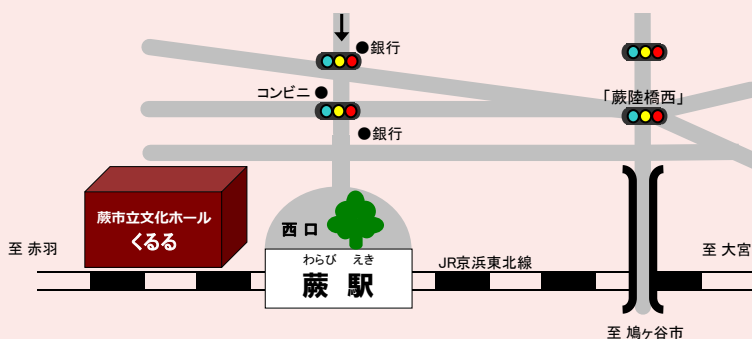 銀行
コンビニ
「蕨陸橋西」
銀行
蕨市立文化ホール
くるる
西口
至 赤羽
わらび えき
蕨 駅
JR京浜東北線
至 大宮
至 鳩ヶ谷市